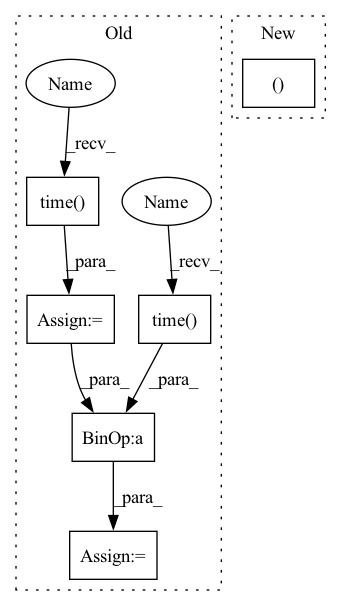 Old
New
Name
()
_recv_
time()
Name
_para_
_recv_
Assign:=
time()
_para_
_para_
BinOp:a
_para_
Assign:=